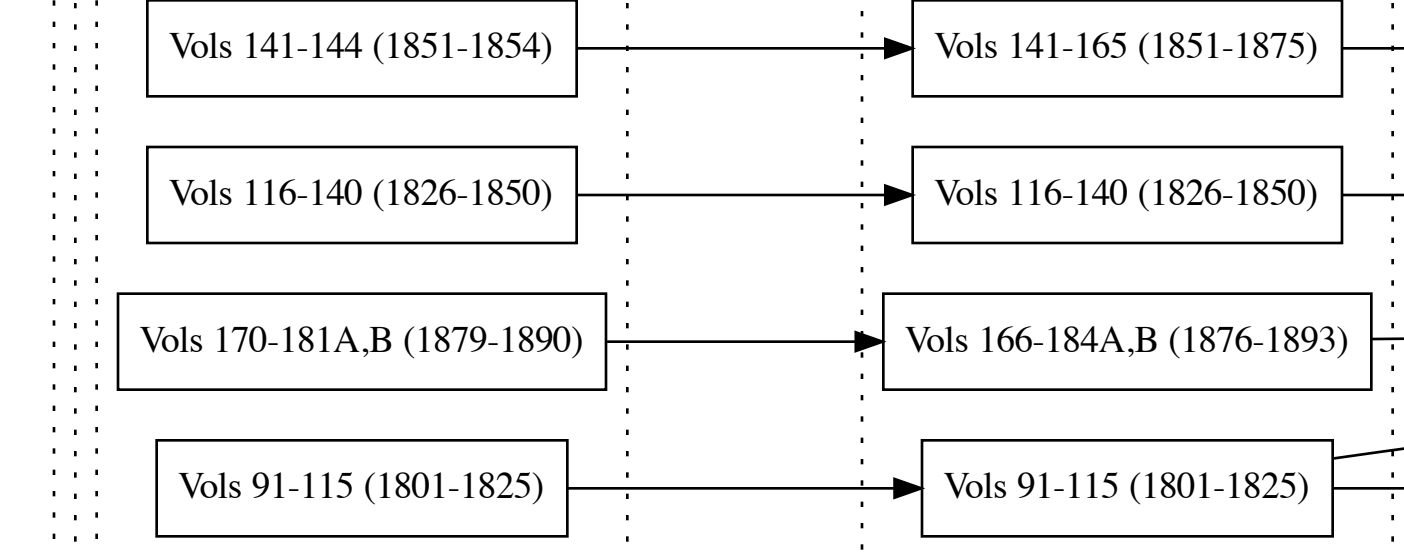 Vols 141-144 (1851-1854)
Vols 141-165 (1851-1875)
Vols 116-140 (1826-1850)
Vols 116-140 (1826-1850)
Vols 170-181A,B (1879-1890)
Vols 166-184A,B (1876-1893)
Vols 91-115 (1801-1825)
Vols 91-115 (1801-1825)